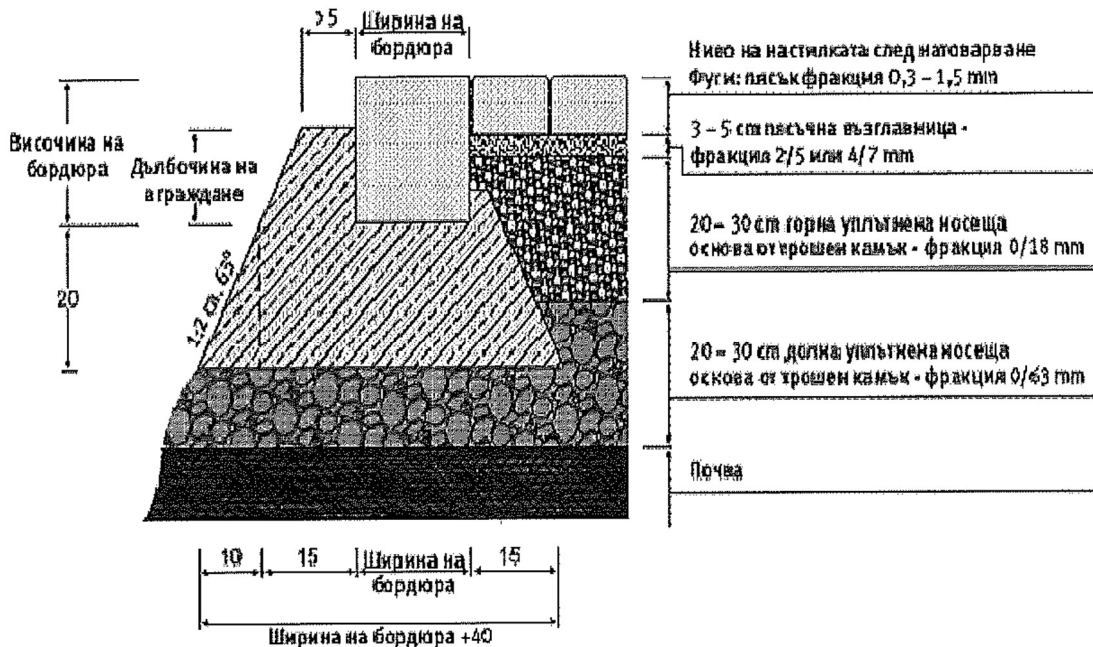 >5
Ширина на
бордюра
Ниво на настилката след натоварване
Фуги: пясък фракция 0,3 – 1,5 mm
3 – 5 cm пясъчна възглавница -
фракция 2/5 или 4/7 mm
Височина на
бордюра
Дълбочина на
вграждане
20 – 30 cm горна уплътнена носеща
основа от трошен камък - фракция 0/18 mm
20
1:2 сл. 63°
20 – 30 cm долна уплътнена носеща
основа от трошен камък - фракция 0/63 mm
Почва
10
15
Ширина на
бордюра
15
Ширина на бордюра +40